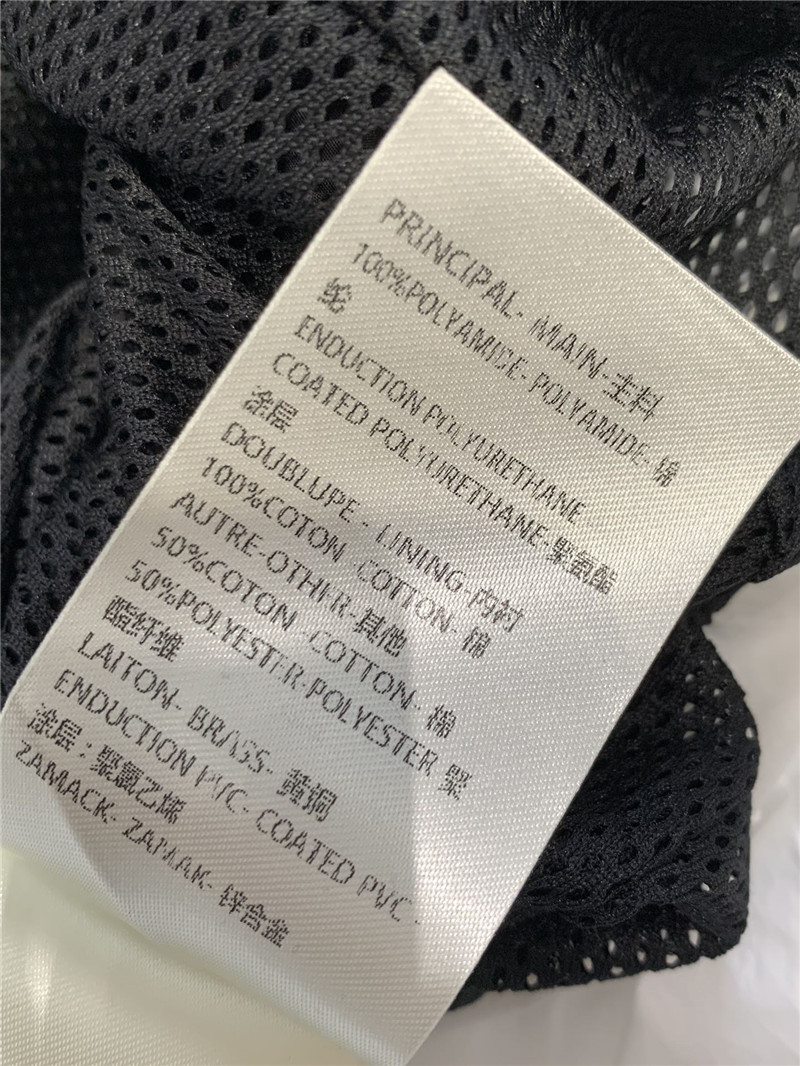 PRINCIPAL- MAIN-主料
100%POLYAMIDE-POLYAMIDE-锦
纶
ENDUCTION POLYURETHANE
COATED POLYURETHANE-聚氨酯
涂层
DOUBLUPE - LINING-内衬
100%COTON COTTON- 棉
AUTRE-OTHER-其他
50%COTON -COTTON- 棉
50%POLYESTER-POLYESTER 聚
酯纤维
LAITON- BRASS- 黄铜
ENDUCTION PVC- COATED PVC -
涂层：聚氯乙烯
ZAMACK- ZAMAK- 锌合金